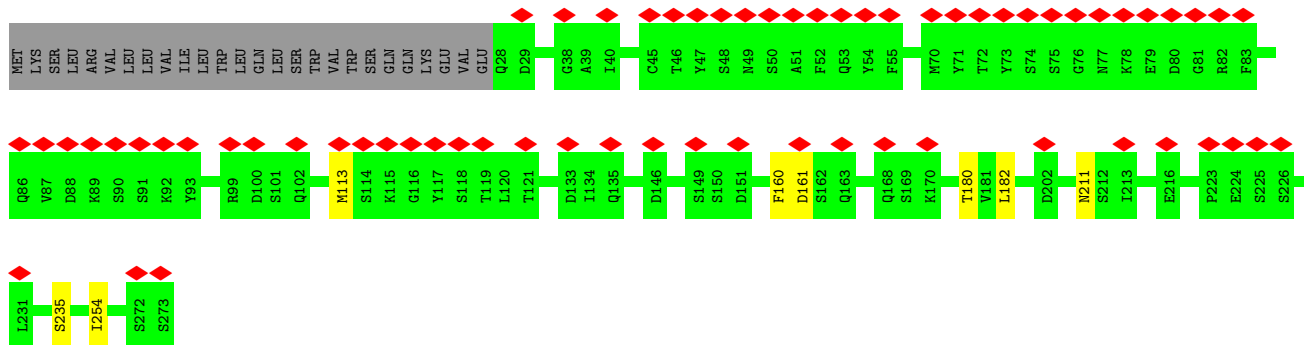 MET LYS SER LEU ARG VAL LEU LEU VAL ILE LEU TRP LEU GLN LEU SER TRP VAL TRP SER GLN GLN LYS GLU VAL GLU Q28 D29 G38 A39 I40 C45 T46 Y47 S48 N49 S50 A51 F52 Q53 Y54 F55 M70 Y71 T72 Y73 S74 S75 G76 N77 K78 E79 D80 G81 R82 F83
Q86 V87 D88 K89 S90 S91 K92 Y93 R99 D100 S101 Q102 M113 S114 K115 G116 Y117 S118 T119 L120 T121 D133 I134 Q135 D146 S149 S150 D151 F160 D161 S162 Q163 Q168 S169 K170 T180 V181 L182 D202 N211 S212 I213 E216 P223 E224 S225 S226
L231 S235 I254 S272 S273